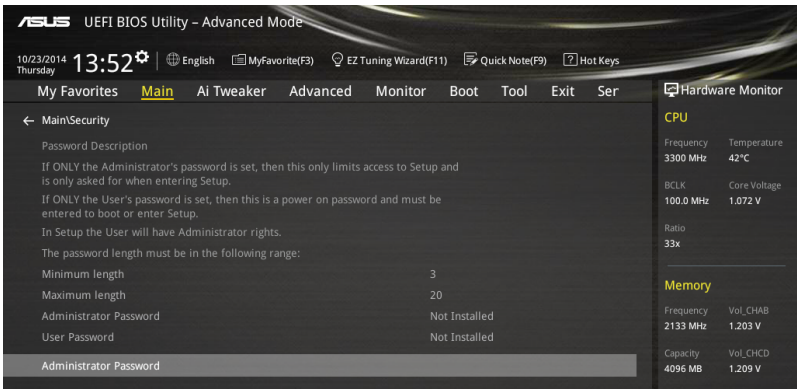 ASUS UEFI BIOS Utility – Advanced Mode
10/23/2014
Thursday
13:52
English
MyFavorite(F3)
EZ Tuning Wizard(F11)
Quick Note(F9)
? Hot Keys
My Favorites Main Ai Tweaker Advanced Monitor Boot Tool Exit Ser
← Main\Security
Password Description
If ONLY the Administrator's password is set, then this only limits access to Setup and
is only asked for when entering Setup.
If ONLY the User's password is set, then this is a power on password and must be
entered to boot or enter Setup.
In Setup the User will have Administrator rights.
The password length must be in the following range:
Minimum length 3
Maximum length 20
Administrator Password Not Installed
User Password Not Installed
Administrator Password
Hardware Monitor
CPU
Frequency Temperature
3300 MHz 42°C
BCLK Core Voltage
100.0 MHz 1.072 V
Ratio
33x
Memory
Frequency Vol_CHAB
2133 MHz 1.203 V
Capacity Vol_CHCD
4096 MB 1.209 V